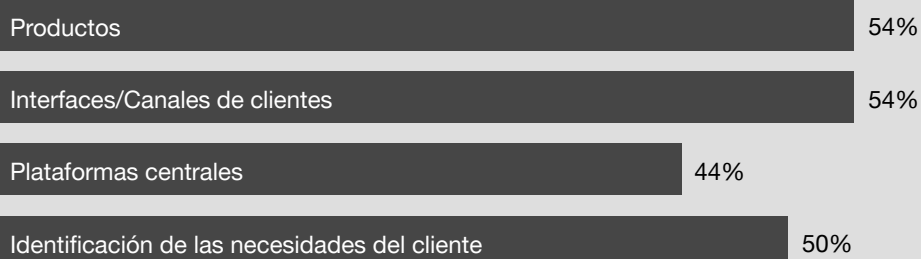 Productos 54%
Interfaces/Canales de clientes 54%
Plataformas centrales 44%
Identificación de las necesidades del cliente 50%